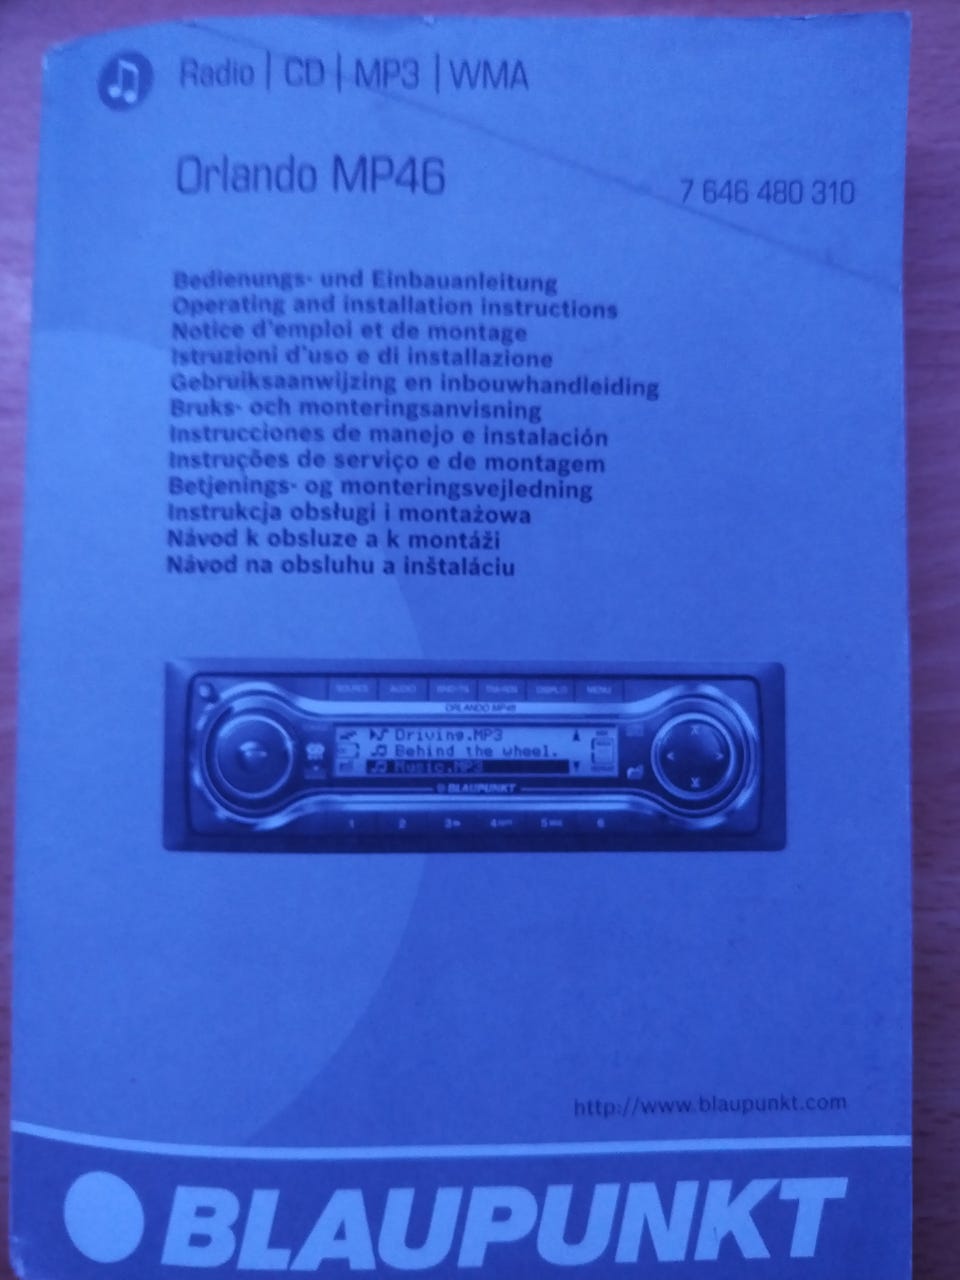 Radio | CD | MP3 | WMA
Orlando MP46
7 646 480 310
Bedienungs- und Einbauanleitung
Operating and installation instructions
Notice d'emploi et de montage
Istruzioni d'uso e di installazione
Gebruiksaanwijzing en inbouwhandleiding
Bruks- och monteringsanvisning
Instrucciones de manejo e instalación
Instruções de serviço e de montagem
Betjenings- og monteringsvejledning
Instrukcja obsługi i montażowa
Návod k obsluze a k montáži
Návod na obsluhu a inštaláciu
SOURCE AUDIO DISPLAY MENU
ORLANDO MP46
Driving.MP3
Behind the wheel.
Music.MP3
BLAUPUNKT
1 2 3 4 5 6
http://www.blaupunkt.com
BLAUPUNKT